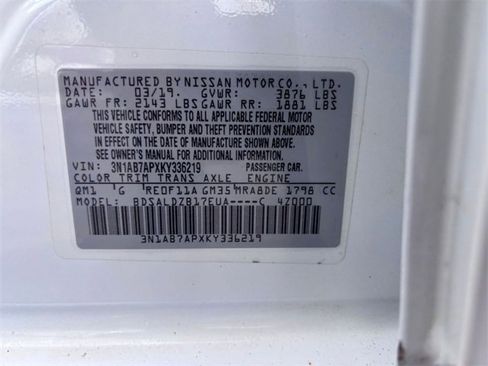 MANUFACTURED BY NISSAN MOTOR CO., LTD.
DATE: 03/19. GVWR: 3876 LBS
GAWR FR: 2143 LBS GAWR RR: 1881 LBS
THIS VEHICLE CONFORMS TO ALL APPLICABLE FEDERAL MOTOR
VEHICLE SAFETY, BUMPER AND THEFT PREVENTION STANDARDS
IN EFFECT ON THE DATE OF MANUFACTURE SHOWN ABOVE.
SEE OWNER'S MANUAL FOR ADDITIONAL INFORMATION.
VIN: 3N1AB7APXKY336219 PASSENGER CAR.
COLOR TRIM TRANS AXLE ENGINE
QM1 G RE0F11A GM35 MRA8DE 1798 CC
MODEL: BDSALDZB17EUA----C 4Z000
3N1AB7APXKY336219